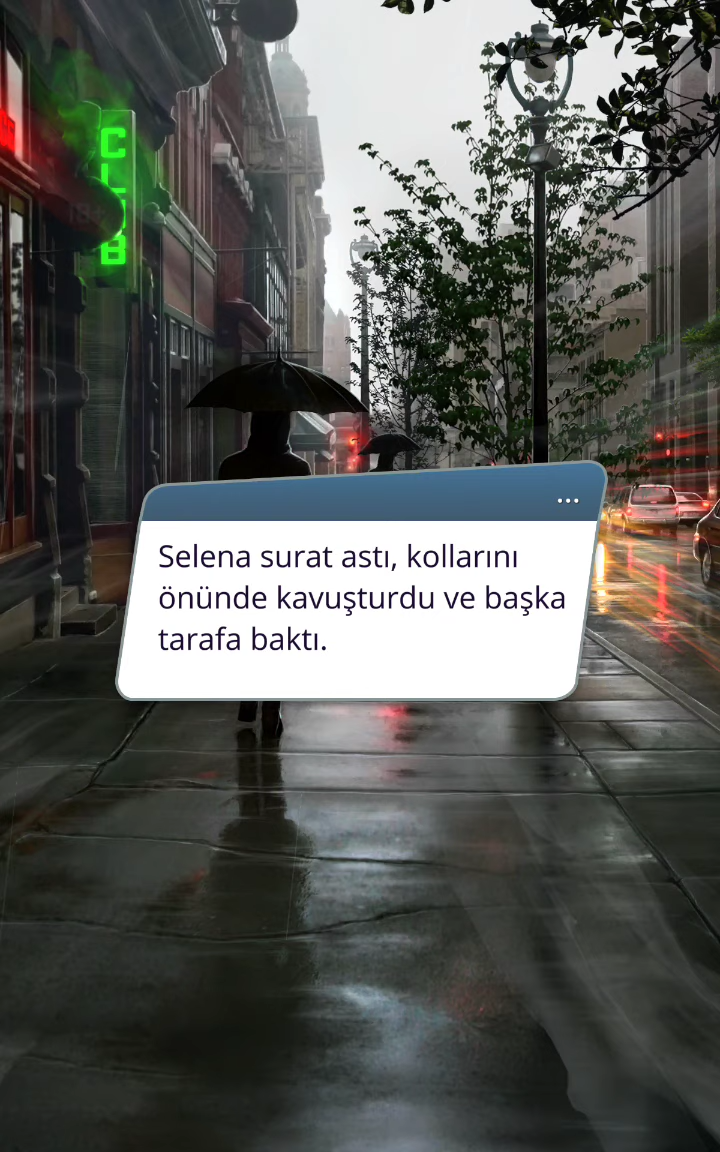 CLUB
Selena surat astı, kollarını
önünde kavuşturdu ve başka
tarafa baktı.